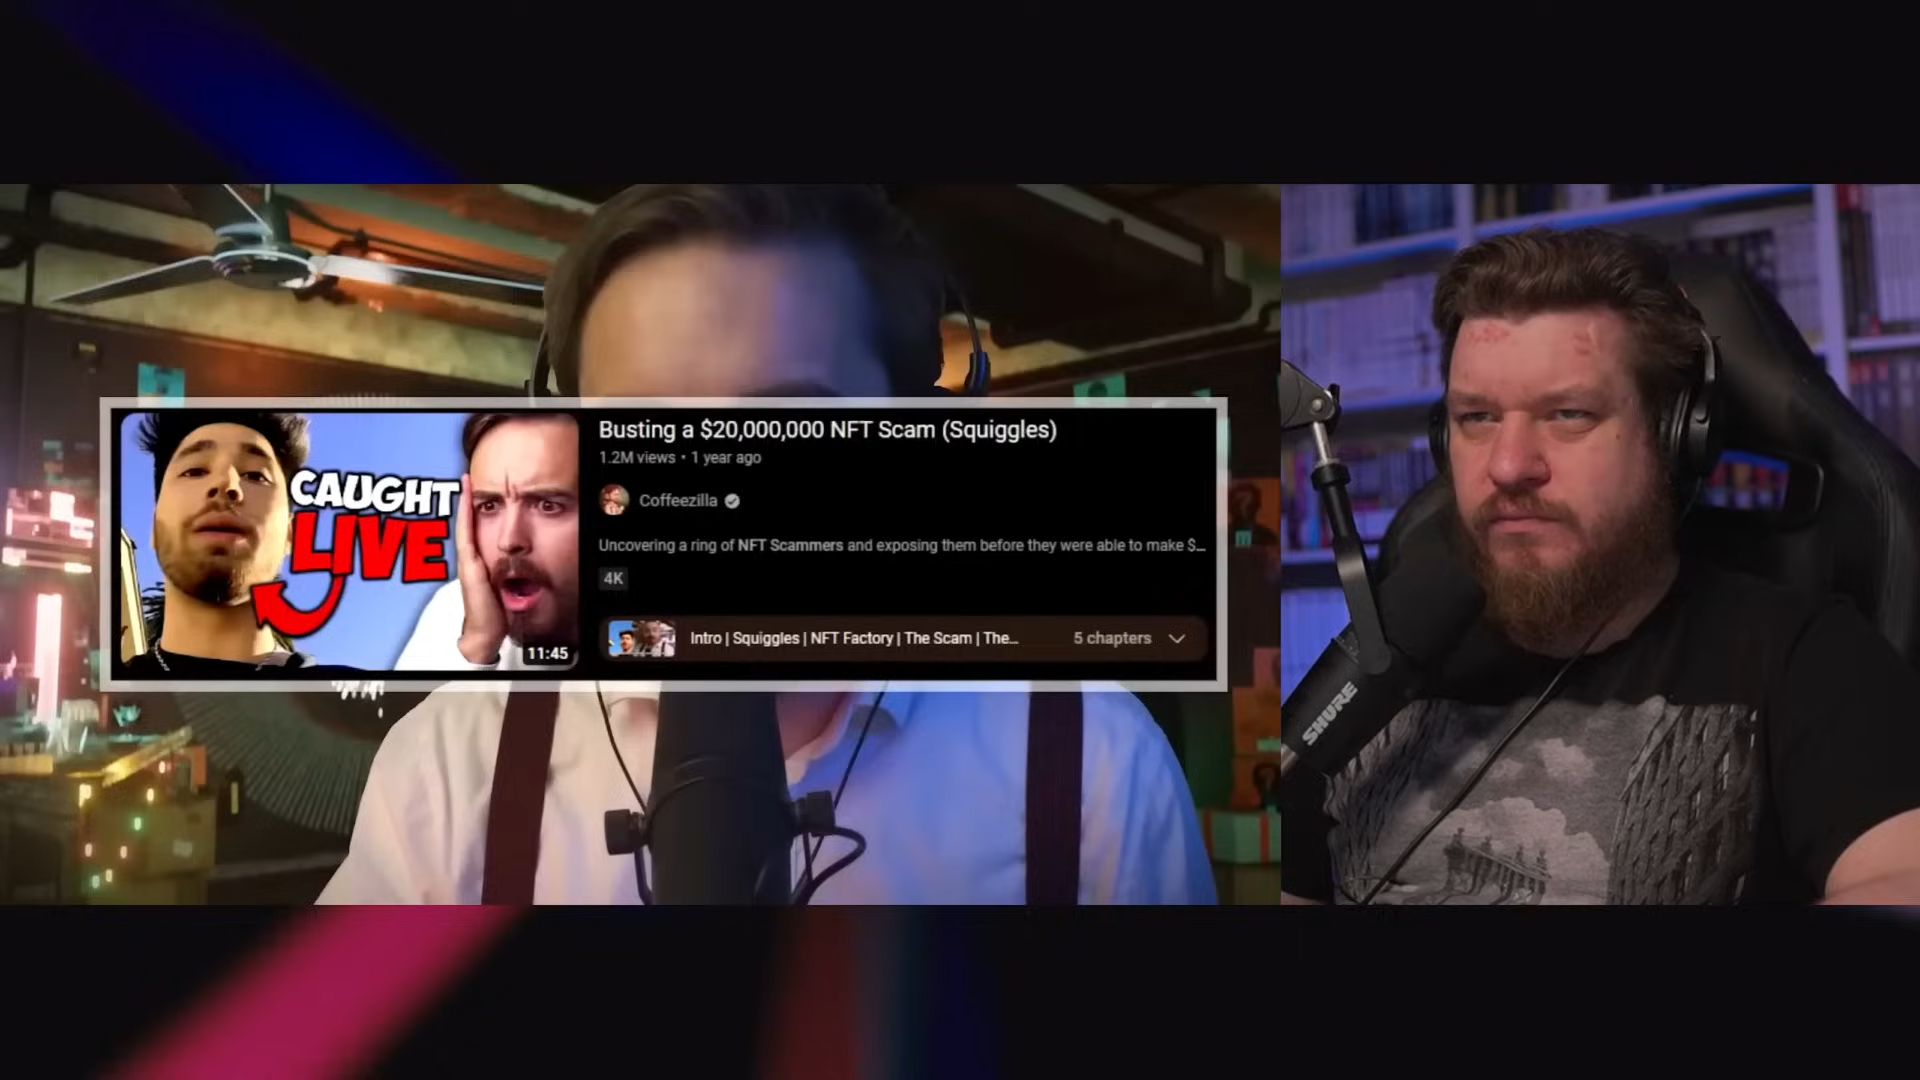 CAUGHT
LIVE
11:45
Busting a $20,000,000 NFT Scam (Squiggles)
1.2M views • 1 year ago
Coffeezilla
Uncovering a ring of NFT Scammers and exposing them before they were able to make $...
4K
Intro | Squiggles | NFT Factory | The Scam | The...
5 chapters
SHURE